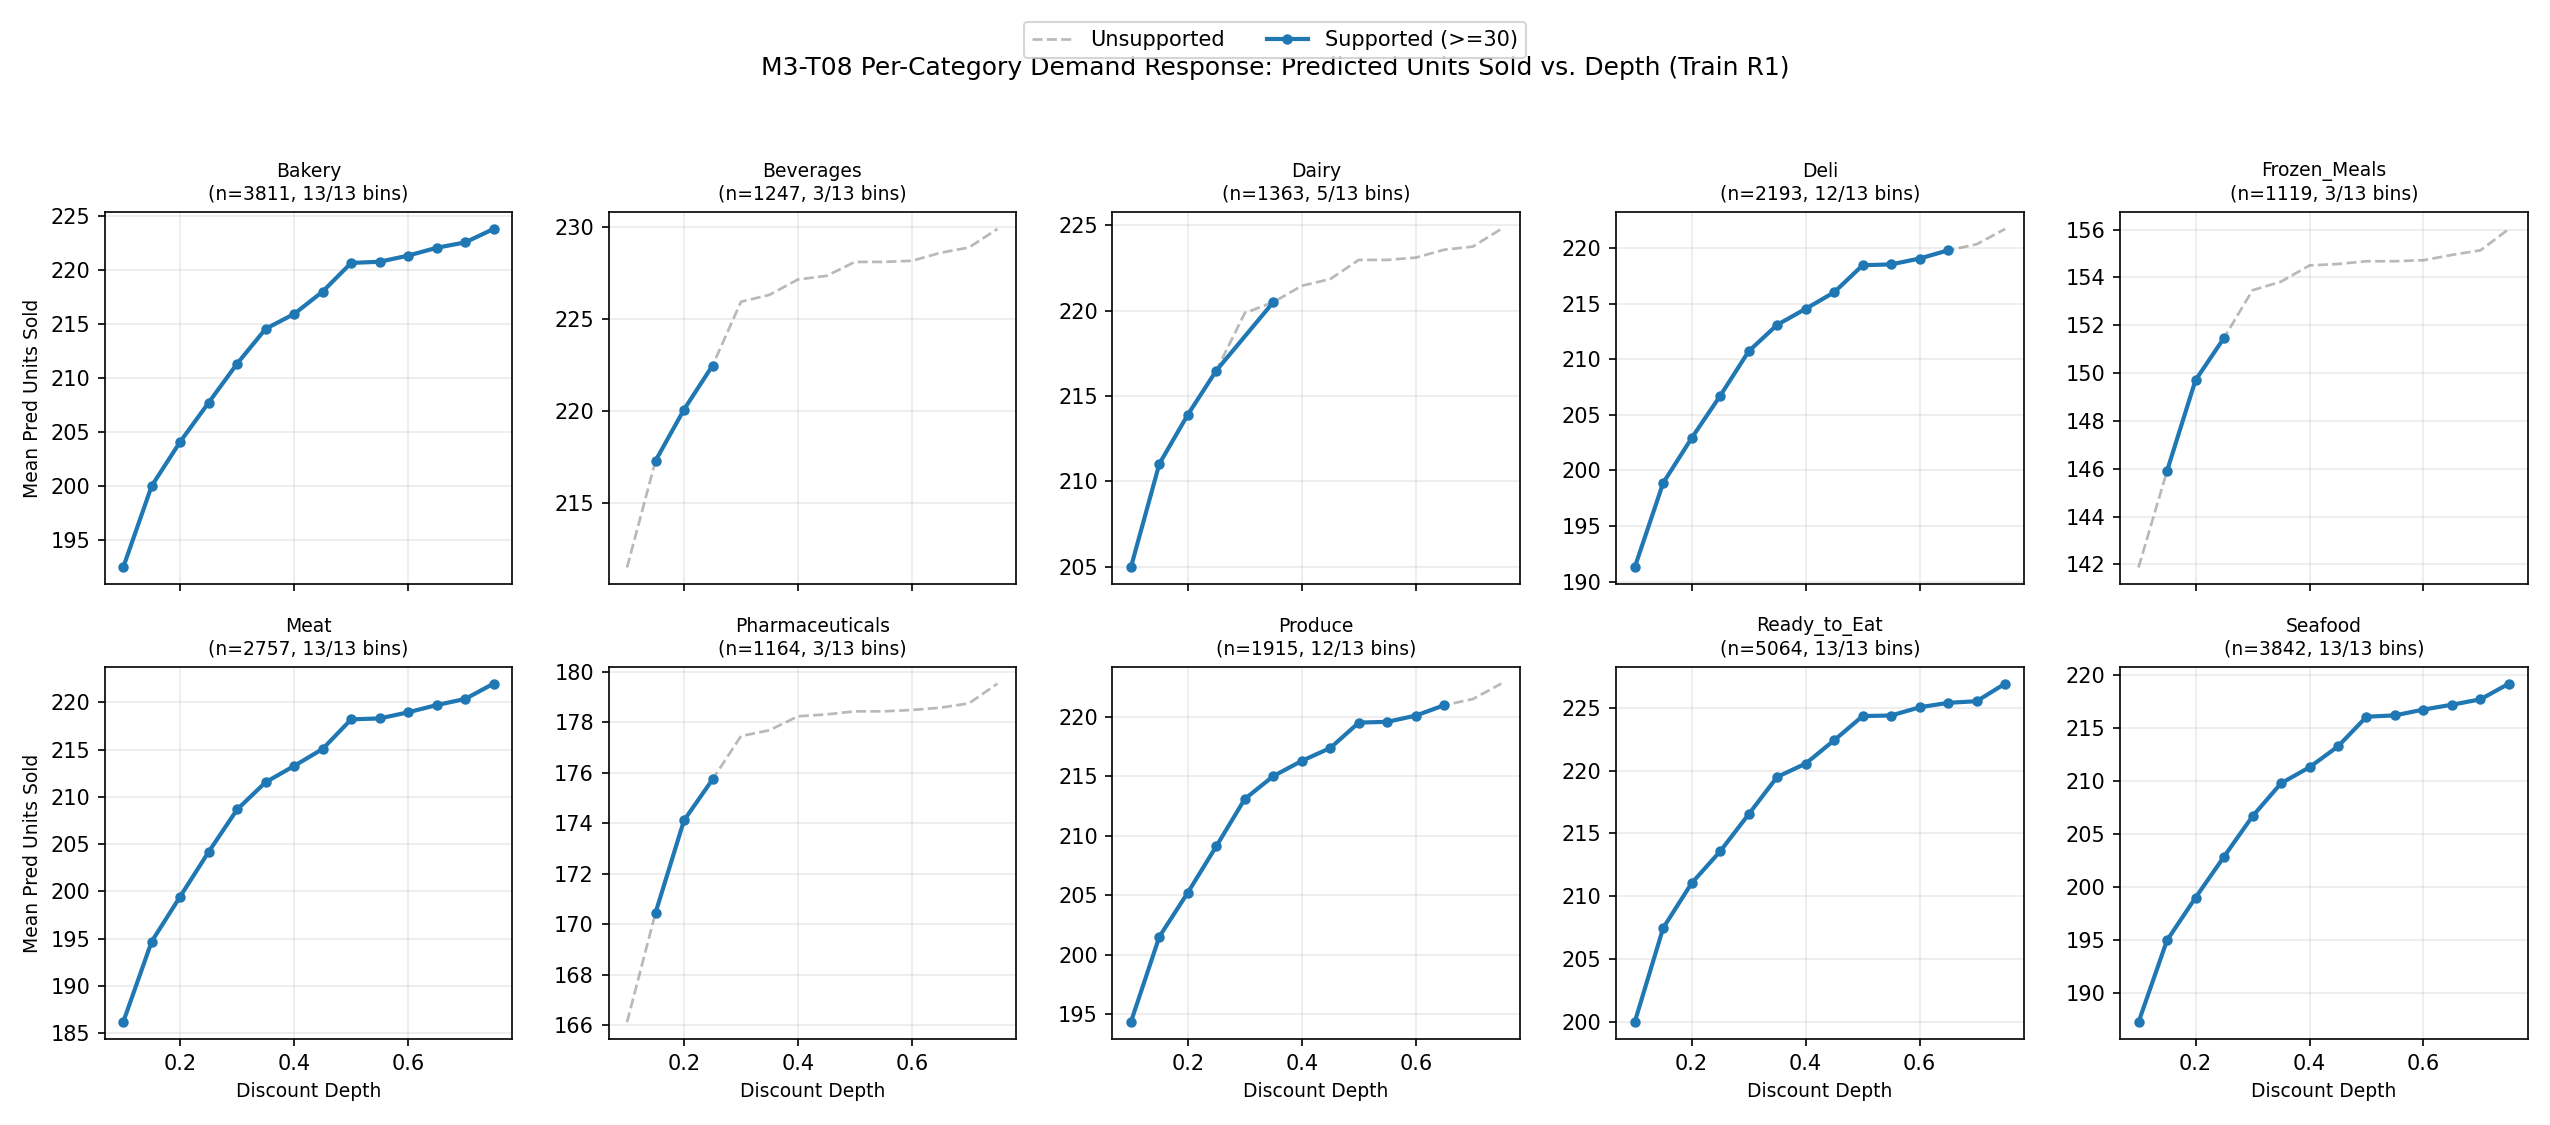 Unsupported Supported (>=30)
M3-T08 Per-Category Demand Response: Predicted Units Sold vs. Depth (Train R1)
Bakery
(n=3811, 13/13 bins)
Beverages
(n=1247, 3/13 bins)
Dairy
(n=1363, 5/13 bins)
Deli
(n=2193, 12/13 bins)
Frozen_Meals
(n=1119, 3/13 bins)
Mean Pred Units Sold
225
220
215
210
205
200
195
230
225
220
215
225
220
215
210
205
220
215
210
205
200
195
190
156
154
152
150
148
146
144
142
Meat
(n=2757, 13/13 bins)
Pharmaceuticals
(n=1164, 3/13 bins)
Produce
(n=1915, 12/13 bins)
Ready_to_Eat
(n=5064, 13/13 bins)
Seafood
(n=3842, 13/13 bins)
Mean Pred Units Sold
220
215
210
205
200
195
190
185
180
178
176
174
172
170
168
166
220
215
210
205
200
195
225
220
215
210
205
200
220
215
210
205
200
195
190
0.2 0.4 0.6
0.2 0.4 0.6
0.2 0.4 0.6
0.2 0.4 0.6
0.2 0.4 0.6
Discount Depth
Discount Depth
Discount Depth
Discount Depth
Discount Depth